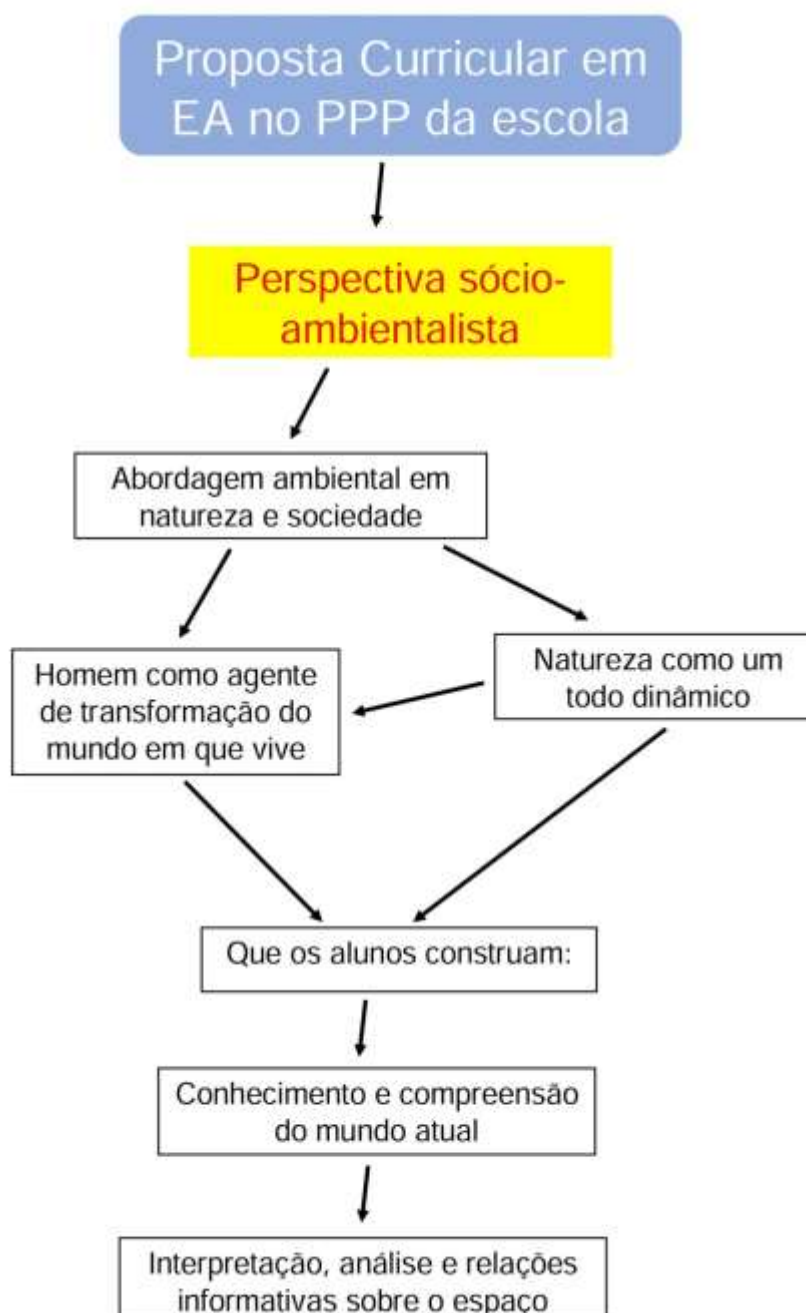 Proposta Curricular em
EA no PPP da escola
Perspectiva sócio-
ambientalista
Abordagem ambiental em
natureza e sociedade
Homem como agente
de transformação do
mundo em que vive
Natureza como um
todo dinâmico
Que os alunos construam:
Conhecimento e compreensão
do mundo atual
Interpretação, análise e relações
informativas sobre o espaço